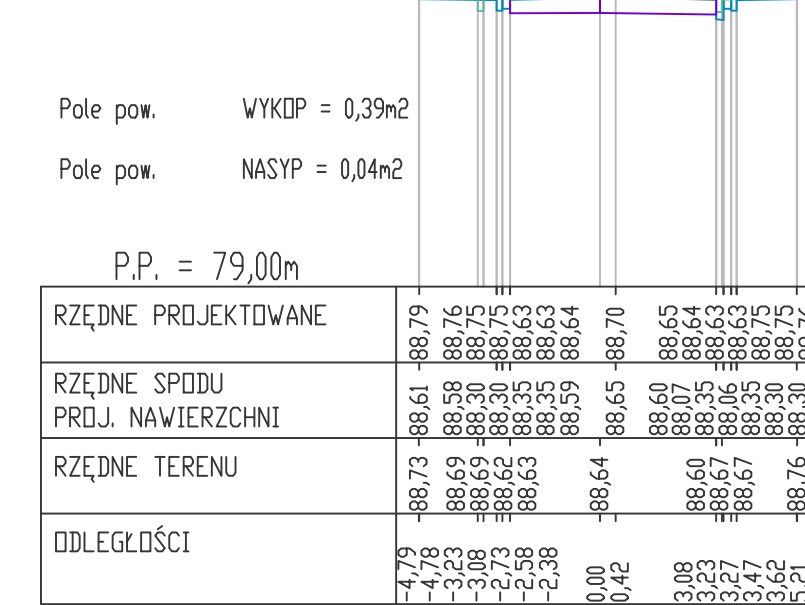 Pole pow. WYKOP = 0,39m2
Pole pow. NASYP = 0,04m2
P.P. = 79,00m
RZĘDNE PROJEKTOWANE 88,79 88,76 88,75 88,75 88,63 88,63 88,64 88,70 88,65 88,64 88,63 88,63 88,75 88,75
RZĘDNE SPODU
PROJ. NAWIERZCHNI 88,61 88,58 88,30 88,30 88,35 88,35 88,59 88,65 88,60 88,07 88,35 88,06 88,35 88,30 88,30
RZĘDNE TERENU 88,73 88,69 88,69 88,62 88,63 88,64 88,60 88,67 88,67 88,76
ODLEGŁOŚCI -4,79 -4,78 -3,23 -3,08 -2,73 -2,58 -2,38 0,00 0,42 3,08 3,23 3,27 3,47 3,62 5,21